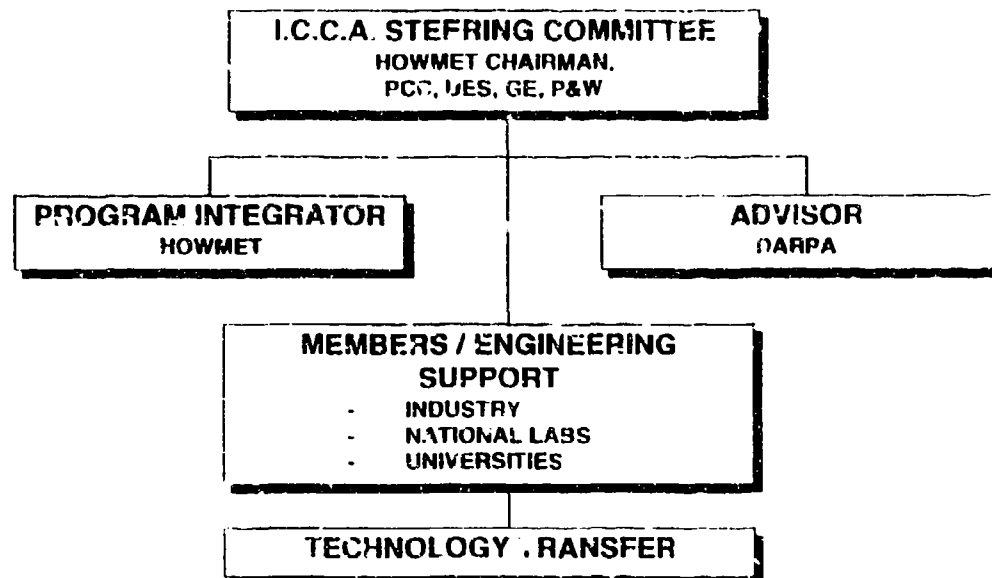 I.C.C.A. STEERING COMMITTEE
HOWMET CHAIRMAN,
PCC, UES, GE, P&W
PROGRAM INTEGRATOR
HOWMET
ADVISOR
DARPA
MEMBERS / ENGINEERING
SUPPORT
- INDUSTRY
- NATIONAL LABS
- UNIVERSITIES
TECHNOLOGY TRANSFER